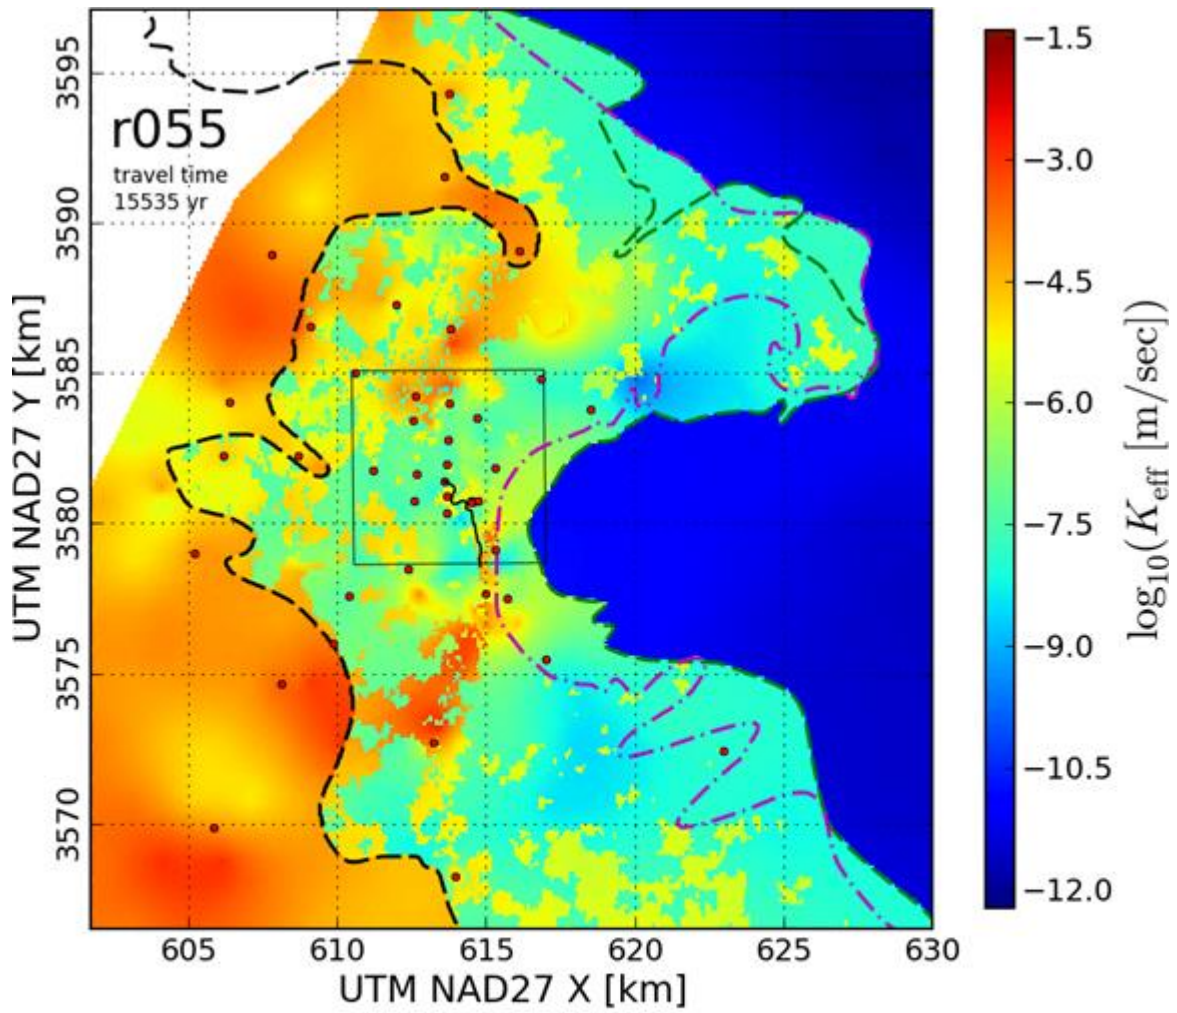 r055
travel time
15535 yr
3595
3590
3585
3580
3575
3570
UTM NAD27 Y [km]
605 610 615 620 625 630
UTM NAD27 X [km]
−1.5
−3.0
−4.5
−6.0
−7.5
−9.0
−10.5
−12.0
log10(Keff [m/sec])